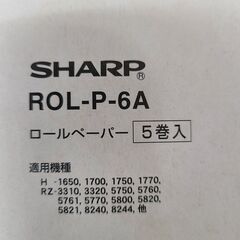 SHARP®
ROL-P-6A
ロールペーパー 5巻入
適用機種
H -1650, 1700, 1750, 1770,
RZ-3310, 3320, 5750, 5760,
5761, 5770, 5800, 5820,
5821, 8240, 8244, 他